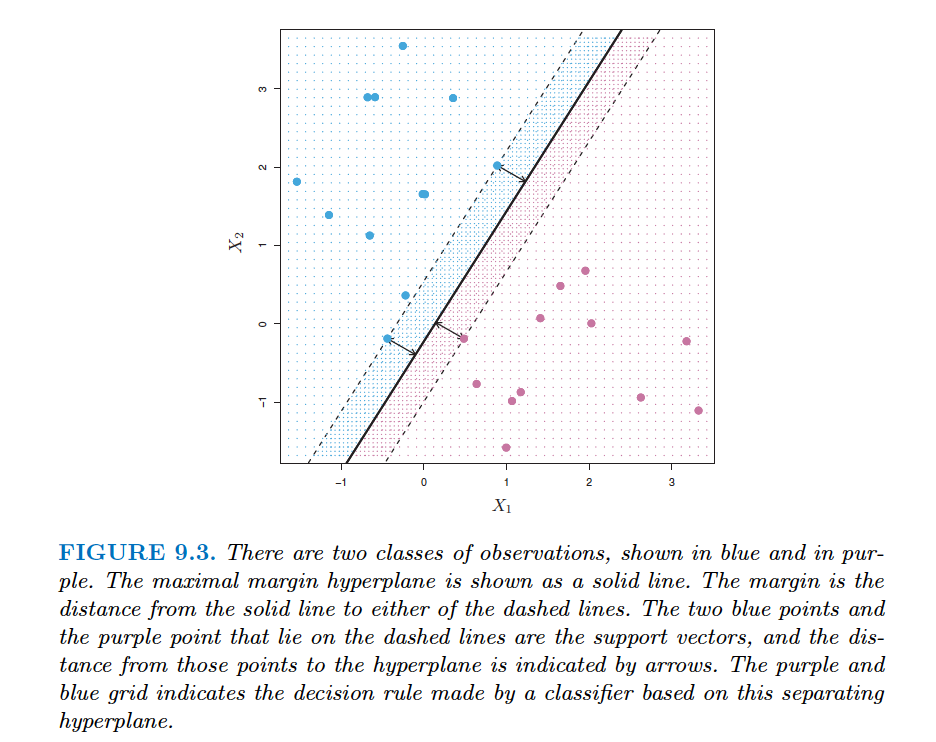 3
2
1
0
−1
X2
−1
0
1
2
3
X1
FIGURE 9.3. There are two classes of observations, shown in blue and in pur-
ple. The maximal margin hyperplane is shown as a solid line. The margin is the
distance from the solid line to either of the dashed lines. The two blue points and
the purple point that lie on the dashed lines are the support vectors, and the dis-
tance from those points to the hyperplane is indicated by arrows. The purple and
blue grid indicates the decision rule made by a classifier based on this separating
hyperplane.